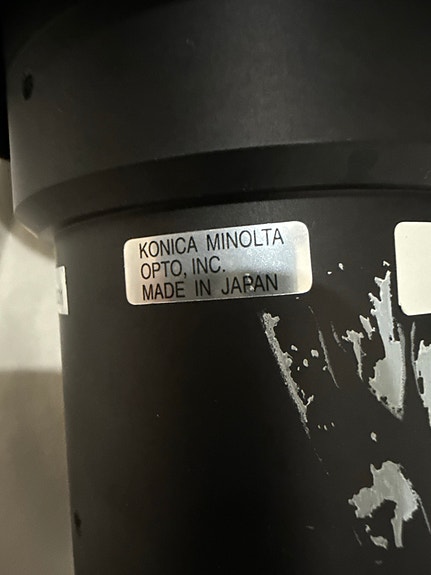 KONICA MINOLTA
OPTO, INC.
MADE IN JAPAN